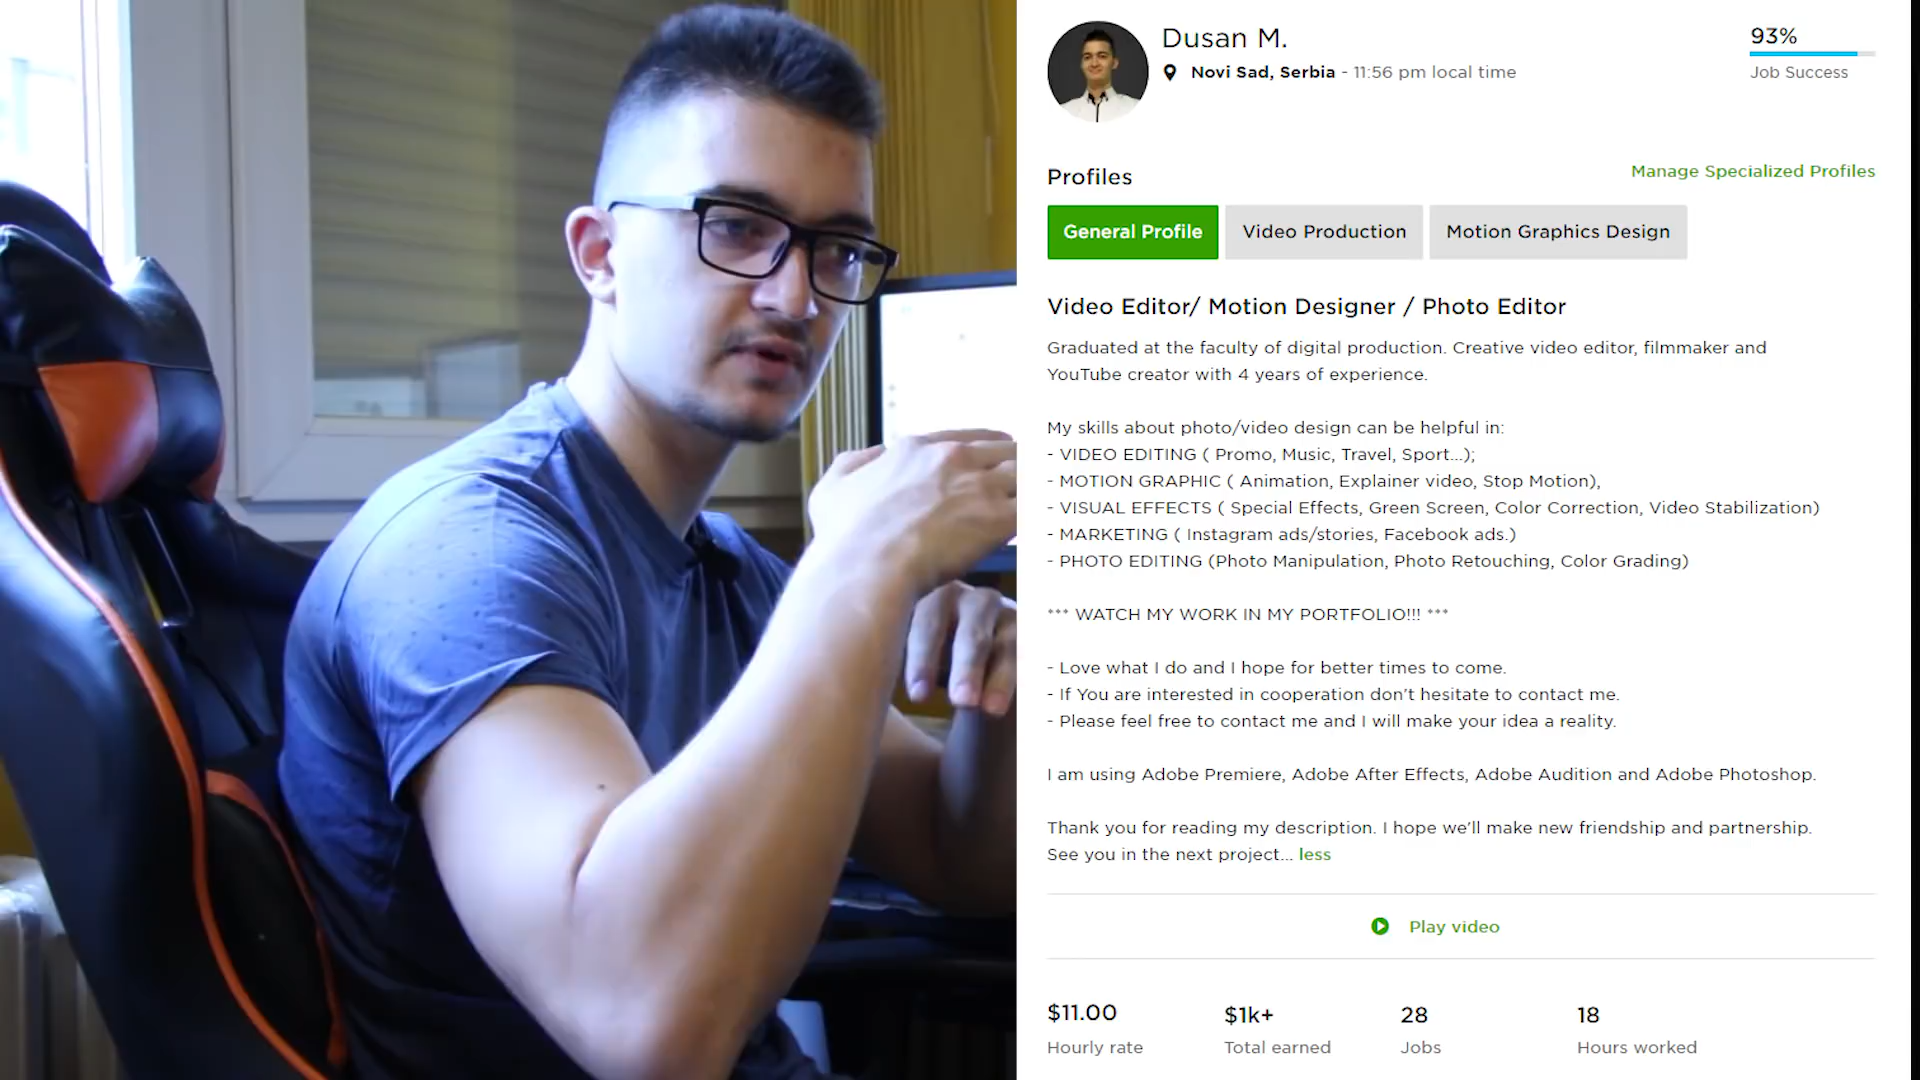 Dusan M.
Novi Sad, Serbia - 11:56 pm local time
93%
Job Success
Profiles
Manage Specialized Profiles
General Profile
Video Production
Motion Graphics Design
Video Editor/ Motion Designer / Photo Editor
Graduated at the faculty of digital production. Creative video editor, filmmaker and
YouTube creator with 4 years of experience.
My skills about photo/video design can be helpful in:
- VIDEO EDITING ( Promo, Music, Travel, Sport...);
- MOTION GRAPHIC ( Animation, Explainer video, Stop Motion),
- VISUAL EFFECTS ( Special Effects, Green Screen, Color Correction, Video Stabilization)
- MARKETING ( Instagram ads/stories, Facebook ads.)
- PHOTO EDITING (Photo Manipulation, Photo Retouching, Color Grading)
*** WATCH MY WORK IN MY PORTFOLIO!!! ***
- Love what I do and I hope for better times to come.
- If You are interested in cooperation don't hesitate to contact me.
- Please feel free to contact me and I will make your idea a reality.
I am using Adobe Premiere, Adobe After Effects, Adobe Audition and Adobe Photoshop.
Thank you for reading my description. I hope we'll make new friendship and partnership.
See you in the next project... less
Play video
$11.00
Hourly rate
$1k+
Total earned
28
Jobs
18
Hours worked